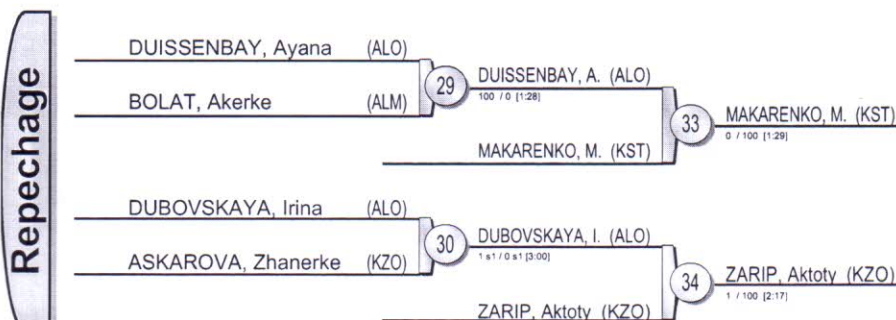 Repechage
DUISSENBAY, Ayana (ALO)
BOLAT, Akerke (ALM)
29
DUISSENBAY, A. (ALO)
100 / 0 [1:28]
MAKARENKO, M. (KST)
33
MAKARENKO, M. (KST)
0 / 100 [1:29]
DUBOVSKAYA, Irina (ALO)
ASKAROVA, Zhanerke (KZO)
30
DUBOVSKAYA, I. (ALO)
1 s1 / 0 s1 [3:00]
ZARIP, Aktoty (KZO)
34
ZARIP, Aktoty (KZO)
1 / 100 [2:17]